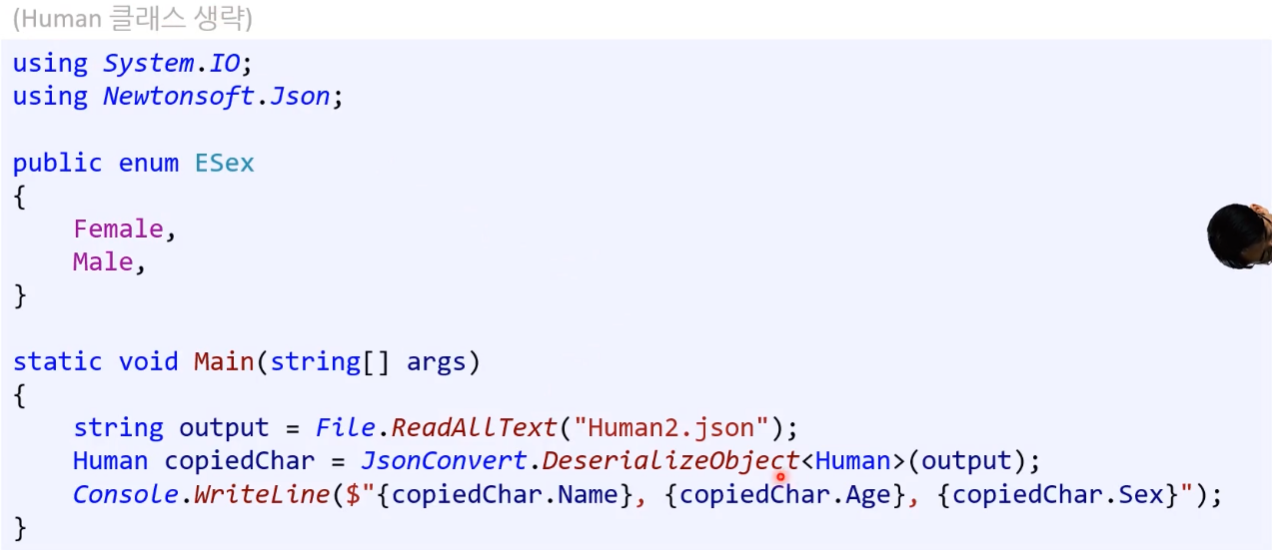 (Human 클래스 생략)
using System.IO;
using Newtonsoft.Json;
public enum ESex
{
Female,
Male,
}
static void Main(string[] args)
{
string output = File.ReadAllText("Human2.json");
Human copiedChar = JsonConvert.DeserializeObject<Human>(output);
Console.WriteLine($"{copiedChar.Name}, {copiedChar.Age}, {copiedChar.Sex}");
}